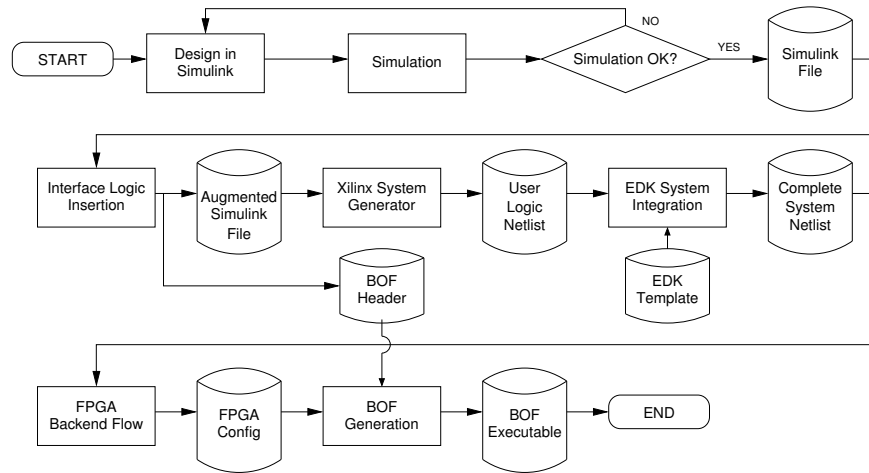 NO
START
Design in
Simulink
Simulation
Simulation OK?
YES
Simulink
File
Interface Logic
Insertion
Augmented
Simulink
File
Xilinx System
Generator
User
Logic
Netlist
EDK System
Integration
Complete
System
Netlist
BOF
Header
EDK
Template
FPGA
Backend Flow
FPGA
Config
BOF
Generation
BOF
Executable
END